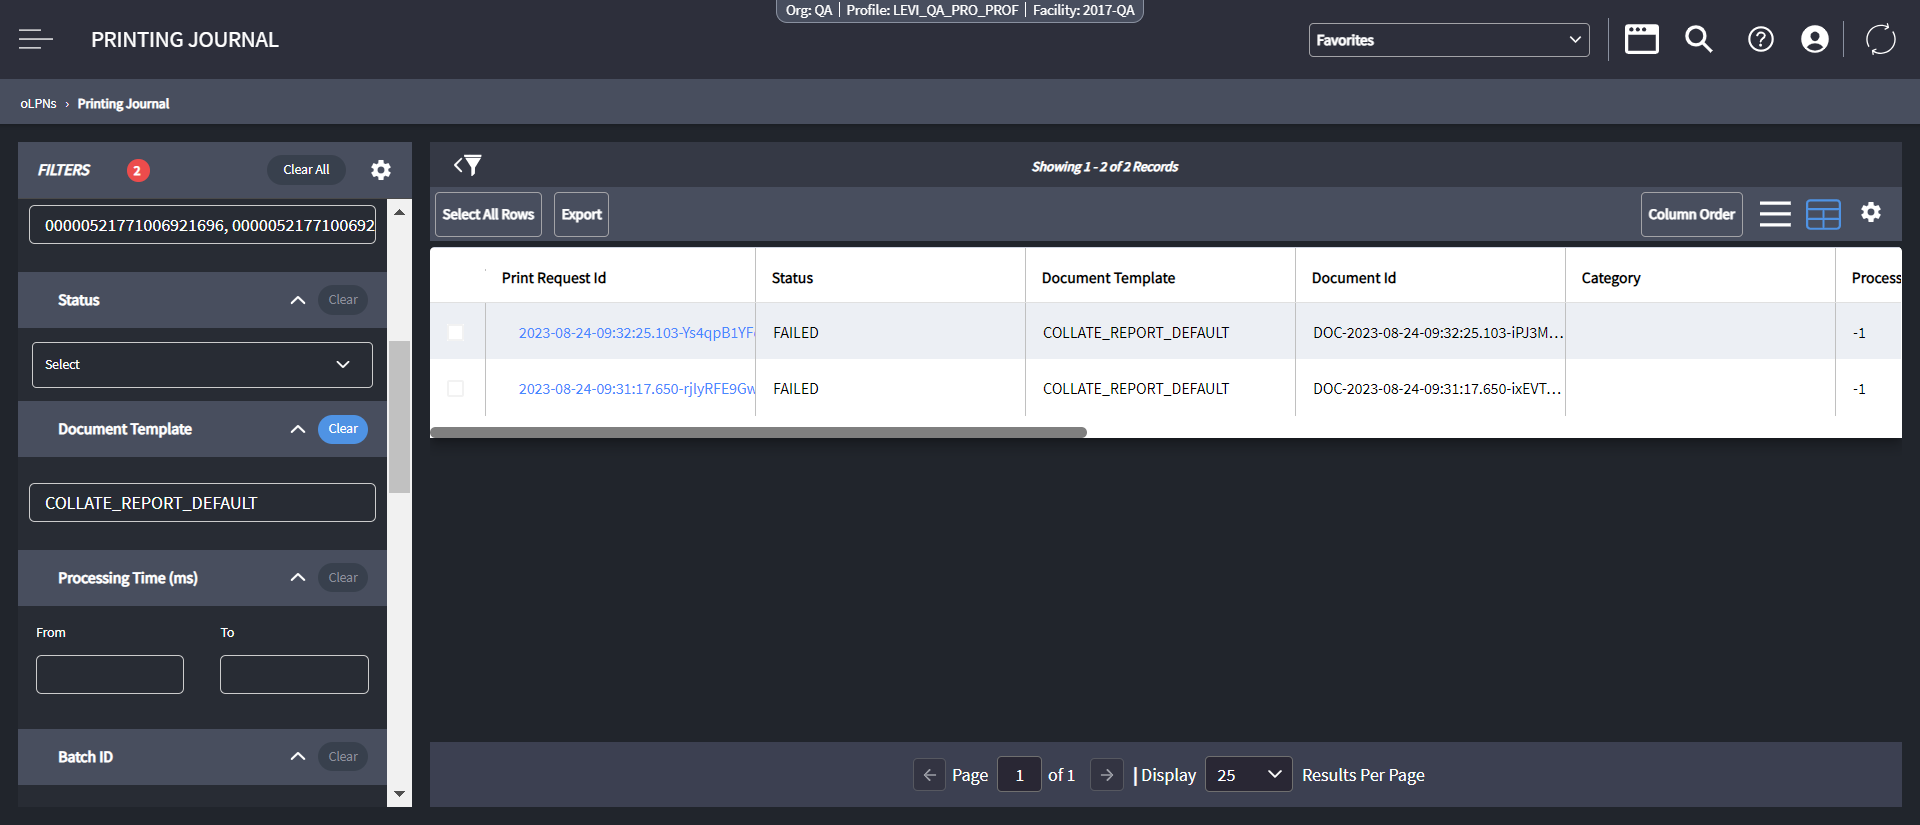 Org: QA | Profile: LEVI_QA_PRO_PROF | Facility: 2017-QA
PRINTING JOURNAL
Favorites
oLPNs › Printing Journal
FILTERS 2 Clear All
Showing 1 - 2 of 2 Records
00000521771006921696, 0000052177100692
Select All Rows Export Column Order
Print Request Id Status Document Template Document Id Category Process
2023-08-24-09:32:25.103-Ys4qpB1YF FAILED COLLATE_REPORT_DEFAULT DOC-2023-08-24-09:32:25.103-iPJ3M... -1
2023-08-24-09:31:17.650-rjlyRFE9Gw FAILED COLLATE_REPORT_DEFAULT DOC-2023-08-24-09:31:17.650-ixEVT... -1
Status Clear
Select
Document Template Clear
COLLATE_REPORT_DEFAULT
Processing Time (ms) Clear
From To
Batch ID Clear
Page 1 of 1 | Display 25 Results Per Page